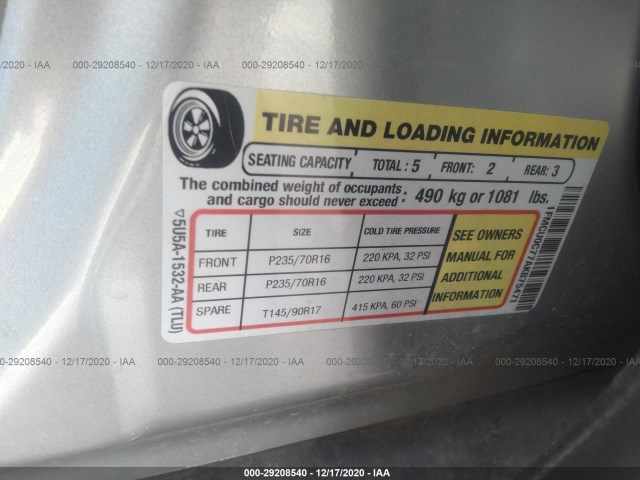 2020 - IAA 000-29208540 - 12/17/2020 - IAA 000-29208540 - 12/17/2020 - IAA 000-29208540 - 12/17/2020
TIRE AND LOADING INFORMATION
SEATING CAPACITY TOTAL : 5 FRONT: 2 REAR: 3
The combined weight of occupants
and cargo should never exceed : 490 kg or 1081 lbs.
TIRE SIZE COLD TIRE PRESSURE
FRONT P235/70R16 220 KPA, 32 PSI
REAR P235/70R16 220 KPA, 32 PSI
SPARE T145/90R17 415 KPA, 60 PSI
SEE OWNERS
MANUAL FOR
ADDITIONAL
INFORMATION
5U5A-1532-AA (TLU)
/2020 - IAA 000-29208540 - 12/17/2020 - IAA 000-29208540 - 12/17/2020 - IAA 000-29208540 - 12/17/202
000-29208540 - 12/17/2020 - IAA